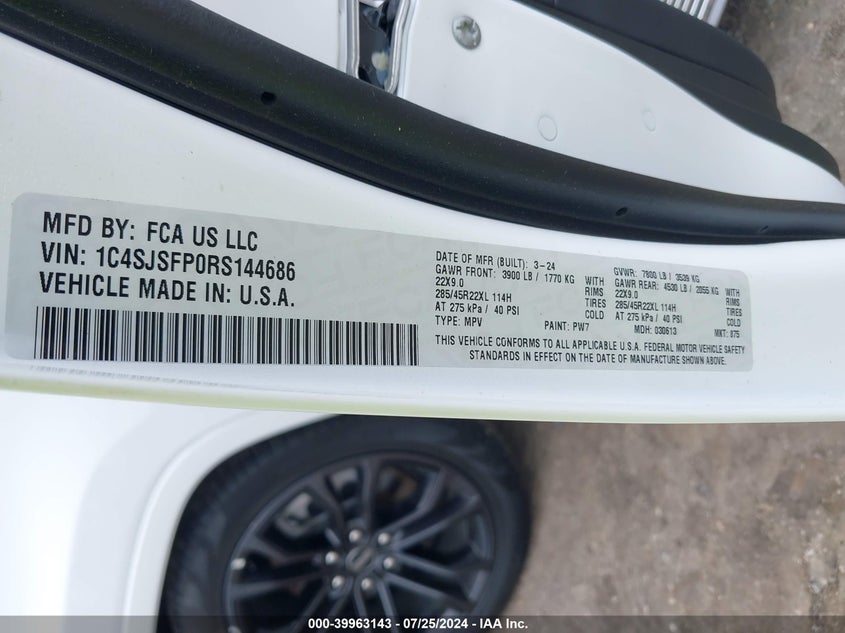 MFD BY: FCA US LLC
VIN: 1C4SJSFP0RS144686
VEHICLE MADE IN: U.S.A.
DATE OF MFR (BUILT): 3-24
GAWR FRONT: 3900 LB / 1770 KG WITH
22X9.0 RIMS
285/45R22XL 114H TIRES
AT 275 kPa / 40 PSI COLD
TYPE: MPV PAINT: PW7
GVWR: 7800 LB / 3539 KG
GAWR REAR: 4530 LB / 2055 KG WITH
22X9.0 RIMS
285/45R22XL 114H TIRES
AT 275 kPa / 40 PSI COLD
MDH: 030613 MKT: 875
THIS VEHICLE CONFORMS TO ALL APPLICABLE U.S.A. FEDERAL MOTOR VEHICLE SAFETY
STANDARDS IN EFFECT ON THE DATE OF MANUFACTURE SHOWN ABOVE.
000-39963143 / 07/25/2024 / IAA Inc.